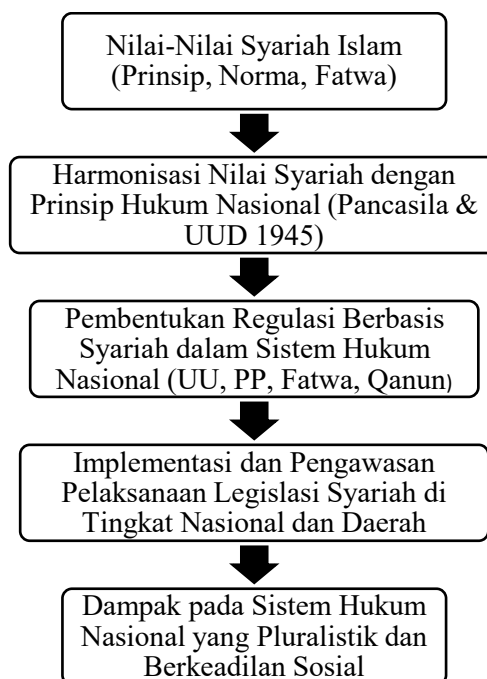 Nilai-Nilai Syariah Islam
(Prinsip, Norma, Fatwa)
Harmonisasi Nilai Syariah dengan
Prinsip Hukum Nasional (Pancasila &
UUD 1945)
Pembentukan Regulasi Berbasis
Syariah dalam Sistem Hukum
Nasional (UU, PP, Fatwa, Qanun)
Implementasi dan Pengawasan
Pelaksanaan Legislasi Syariah di
Tingkat Nasional dan Daerah
Dampak pada Sistem Hukum
Nasional yang Pluralistik dan
Berkeadilan Sosial